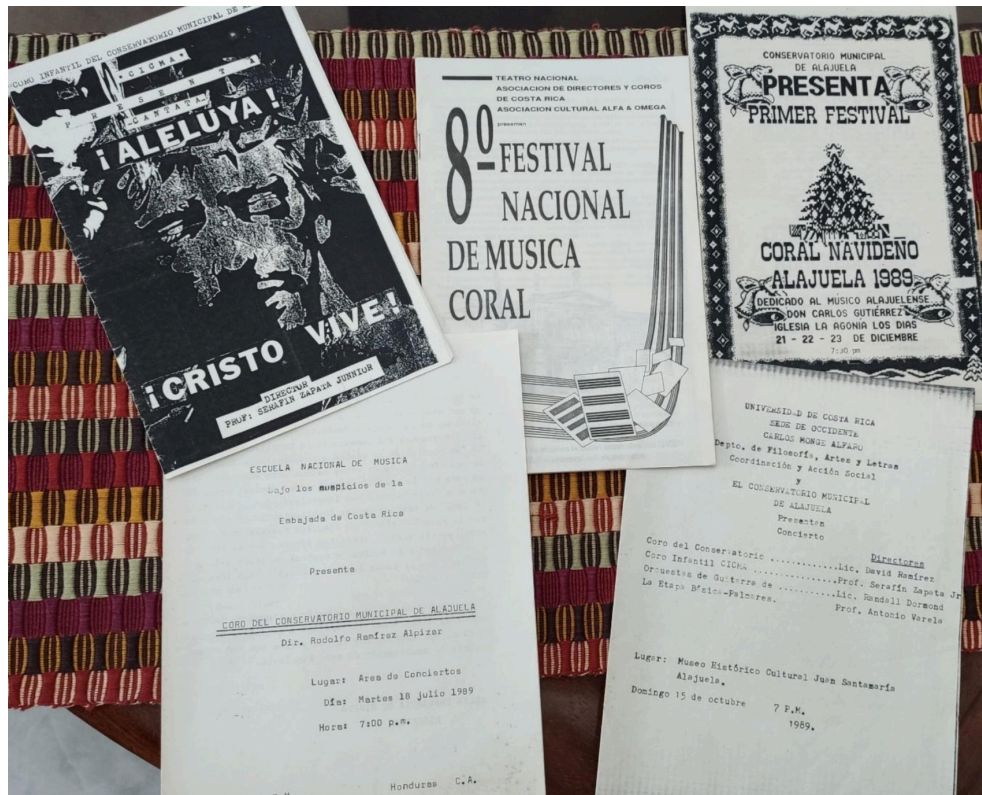 CORO INFANTIL DEL CONSERVATORIO MUNICIPAL DE
•CICMA•
PRESENTA
CANTATA
¡ALELUYA!
¡CRISTO VIVE!
DIRECTOR
PROF: SERAFIN ZAPATA JUNNIOR
TEATRO NACIONAL
ASOCIACION DE DIRECTORES Y COROS
DE COSTA RICA
ASOCIACION CULTURAL ALFA & OMEGA
presentan
8º FESTIVAL
NACIONAL
DE MUSICA
CORAL
CONSERVATORIO MUNICIPAL
DE ALAJUELA
PRESENTA
PRIMER FESTIVAL
CORAL NAVIDEÑO
ALAJUELA 1989
DEDICADO AL MUSICO ALAJUELENSE
DON CARLOS GUTIÉRREZ
IGLESIA LA AGONIA LOS DIAS
21 - 22 - 23 DE DICIEMBRE
7:30 pm
ESCUELA NACIONAL DE MUSICA
bajo los auspicios de la
Embajada de Costa Rica
Presenta
CORO DEL CONSERVATORIO MUNICIPAL DE ALAJUELA
Dir. Rodolfo Ramírez Alpizar
Lugar: Area de Conciertos
Día: Martes 18 julio 1989
Hora: 7:00 p.m.
Honduras C.A.
UNIVERSIDAD DE COSTA RICA
SEDE DE OCCIDENTE
CARLOS MONGE ALFARO
Depto. de Filosofía, Artes y Letras
Coordinación y Acción Social
y
EL CONSERVATORIO MUNICIPAL
DE ALAJUELA
Presentan
Concierto
Directores
Coro del Conservatorio ............Lic. David Ramírez
Coro Infantil CICMA ............Prof. Serafín Zapata Jr
Orquestas de Guitarra de ..........Lic. Randall Dormond
La Etapa Básica-Palmares. Prof. Antonio Varela
Lugar: Museo Histórico Cultural Juan Santamaría
Alajuela.
Domingo 15 de octubre 7 P.M.
1989.